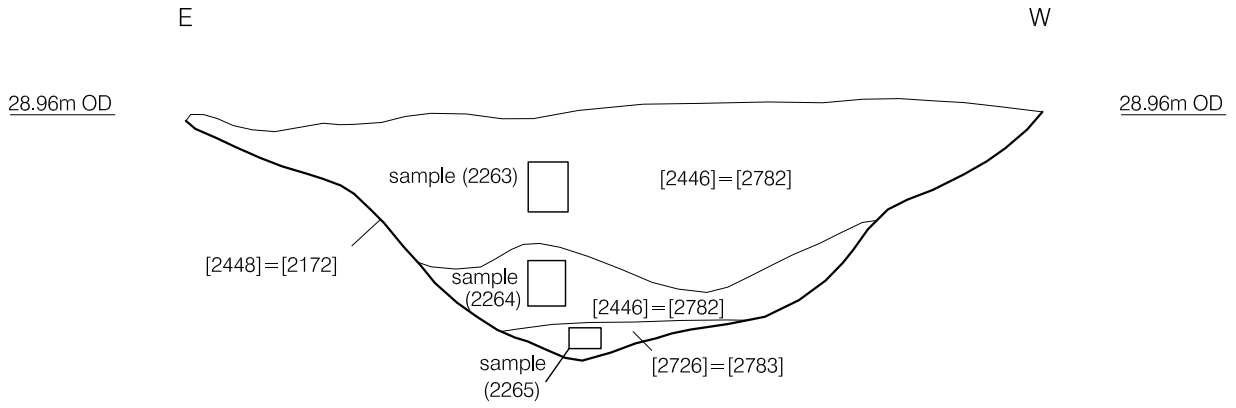 E
W
28.96m OD
28.96m OD
sample (2263)
[2446]=[2782]
[2448]=[2172]
sample
(2264)
[2446]=[2782]
sample
(2265)
[2726]=[2783]